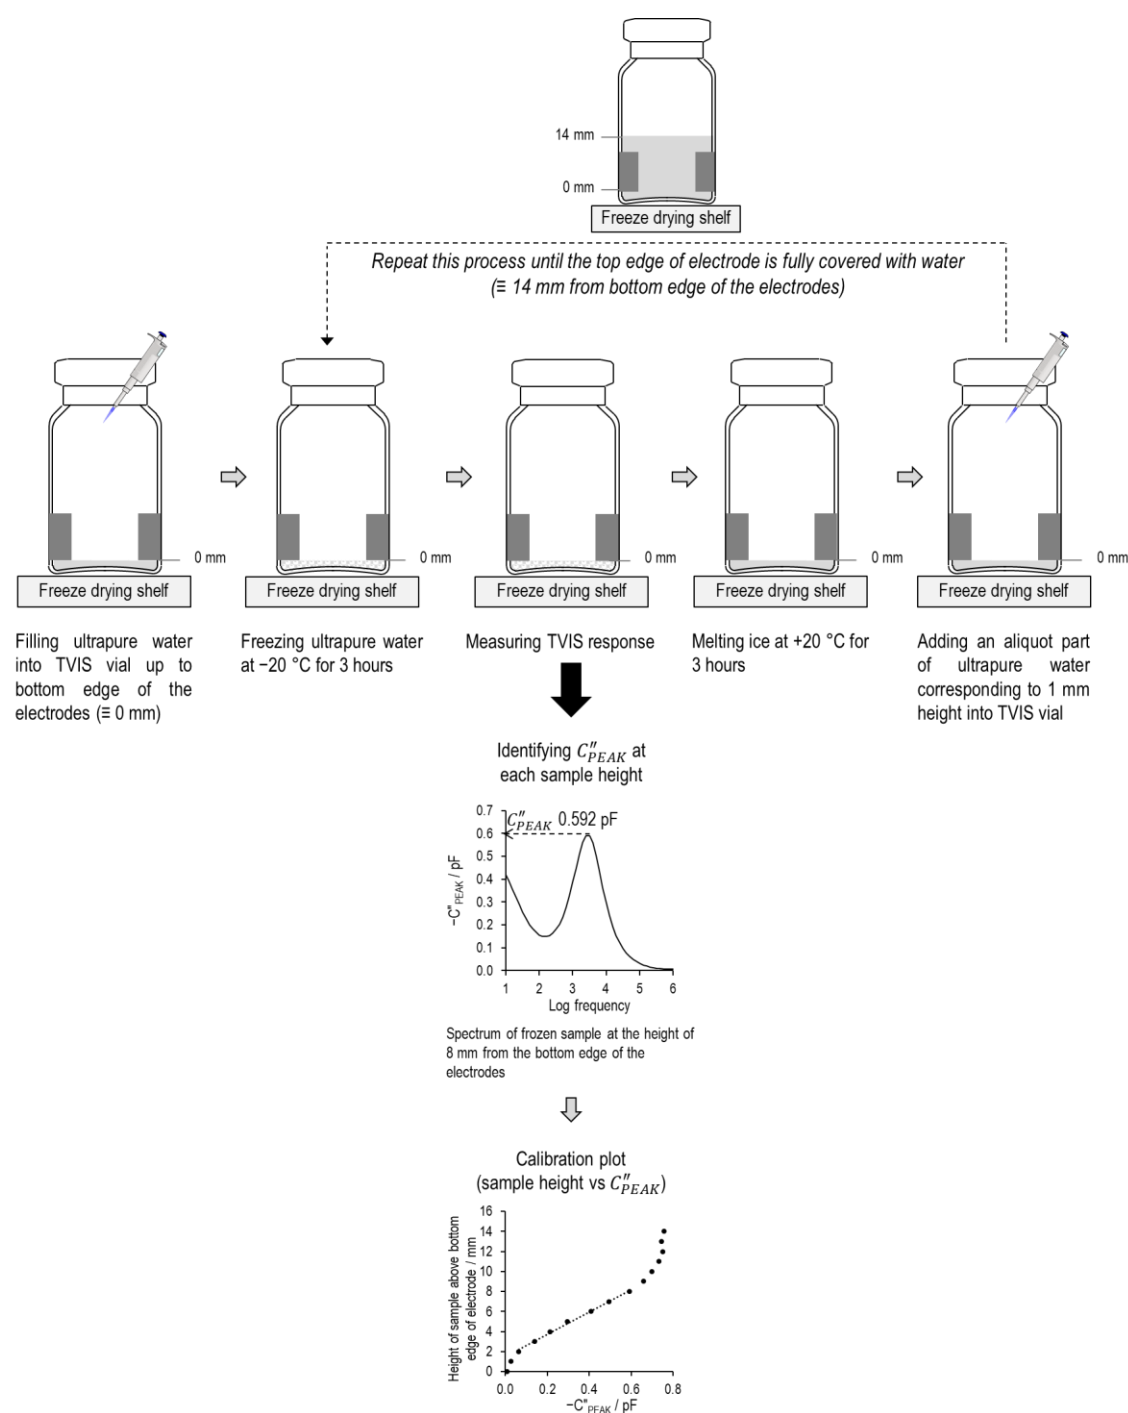 14 mm
0 mm
Freeze drying shelf
Repeat this process until the top edge of electrode is fully covered with water
(≡ 14 mm from bottom edge of the electrodes)
0 mm
0 mm
0 mm
0 mm
0 mm
Freeze drying shelf
Freeze drying shelf
Freeze drying shelf
Freeze drying shelf
Freeze drying shelf
Filling ultrapure water
into TVIS vial up to
bottom edge of the
electrodes (≡ 0 mm)
Freezing ultrapure water
at −20 °C for 3 hours
Measuring TVIS response
Melting ice at +20 °C for
3 hours
Adding an aliquot part
of ultrapure water
corresponding to 1 mm
height into TVIS vial
Identifying C″PEAK at
each sample height
0.7
0.6
0.5
0.4
0.3
0.2
0.1
0.0
C″PEAK 0.592 pF
−C"PEAK / pF
1 2 3 4 5 6
Log frequency
Spectrum of frozen sample at the height of
8 mm from the bottom edge of the
electrodes
Calibration plot
(sample height vs C″PEAK)
Height of sample above bottom
edge of electrode / mm
16
14
12
10
8
6
4
2
0
0.0 0.2 0.4 0.6 0.8
−C"PEAK / pF